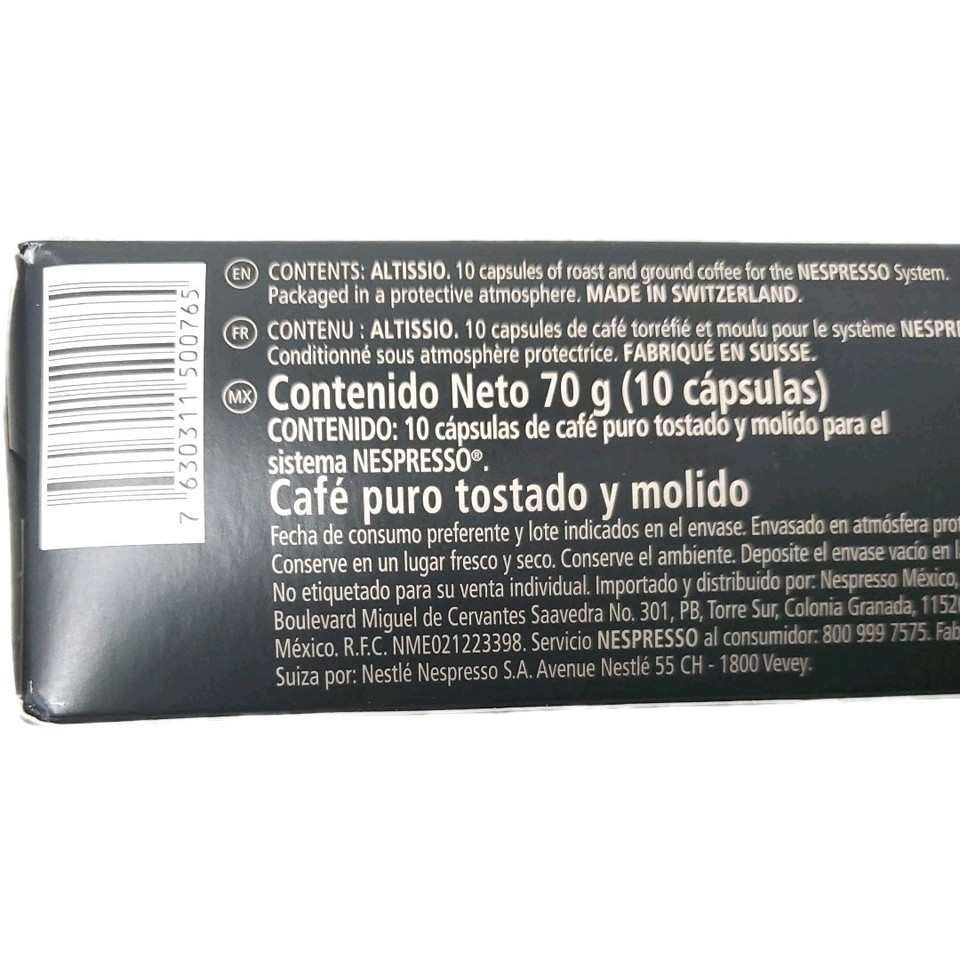 7 630311 500765
EN CONTENTS: ALTISSIO. 10 capsules of roast and ground coffee for the NESPRESSO System.
Packaged in a protective atmosphere. MADE IN SWITZERLAND.
FR CONTENU : ALTISSIO. 10 capsules de café torréfié et moulu pour le système
Conditionné sous atmosphère protectrice. FABRIQUÉ EN SUISSE.
MX Contenido Neto 70 g (10 cápsulas)
CONTENIDO: 10 cápsulas de café puro tostado y molido para el
sistema NESPRESSO®.
Café puro tostado y molido
Fecha de consumo preferente y lote indicados en el envase. Envasado en atmósfera
Conserve en un lugar fresco y seco. Conserve el ambiente. Deposite el envase vacío en
No etiquetado para su venta individual. Importado y distribuido por: Nespresso México,
Boulevard Miguel de Cervantes Saavedra No. 301, PB, Torre Sur, Colonia Granada,
México. R.F.C. NME021223398. Servicio NESPRESSO al consumidor: 800 999 7575.
Suiza por: Nestlé Nespresso S.A. Avenue Nestlé 55 CH - 1800 Vevey.